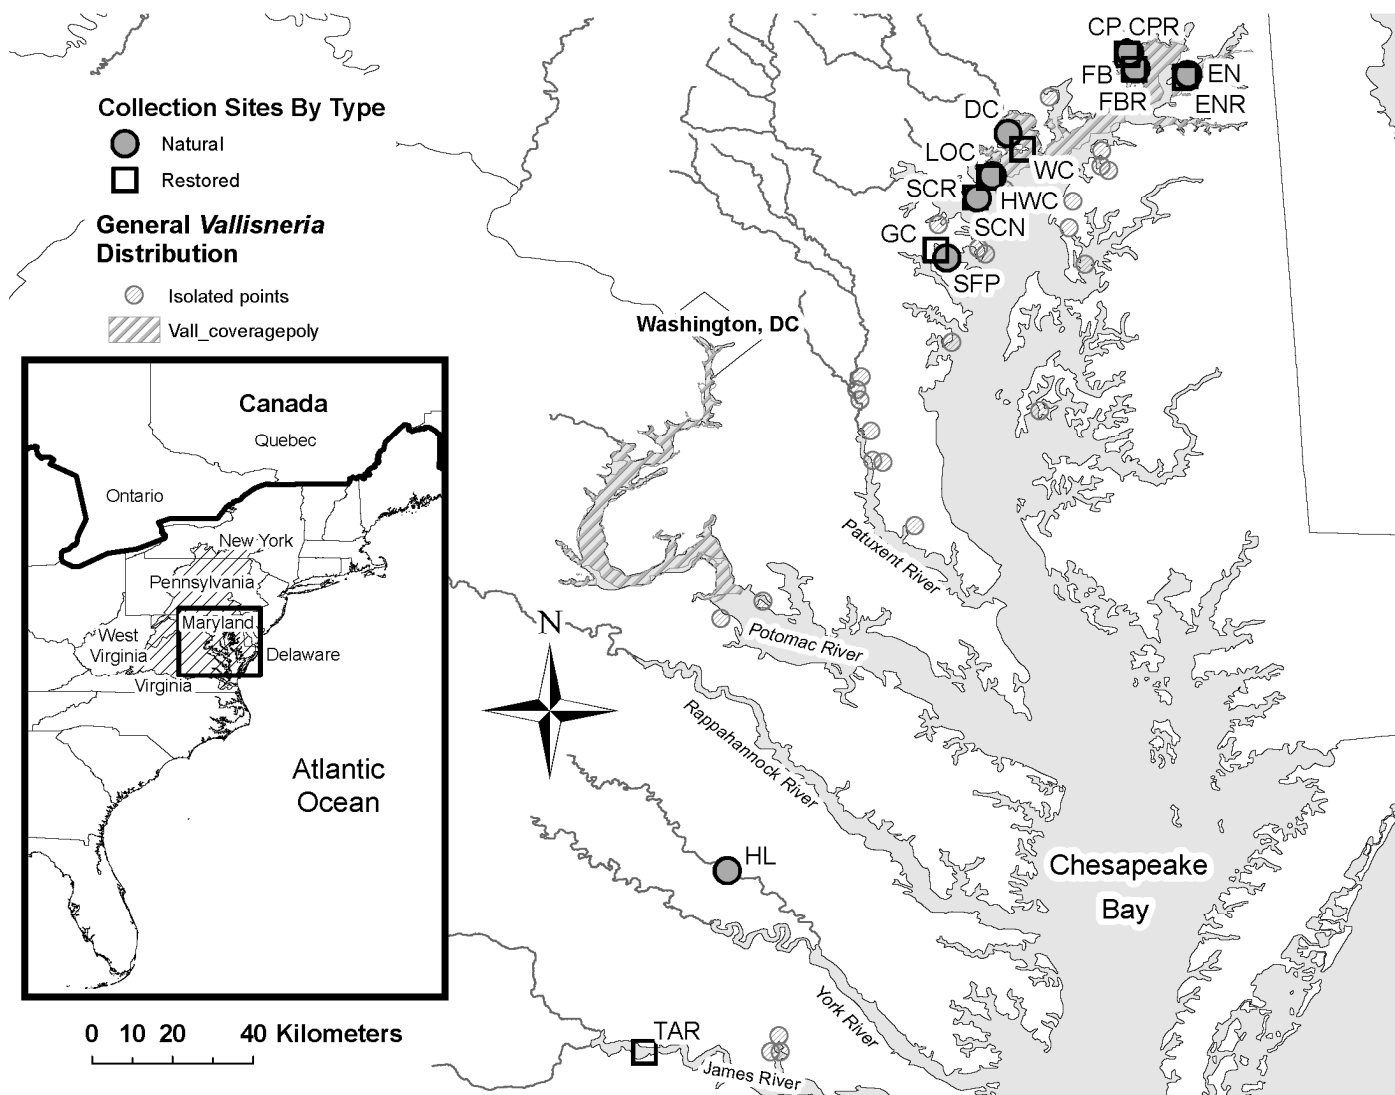 Collection Sites By Type
Natural
Restored
General Vallisneria
Distribution
Isolated points
Vall_coveragepoly
CP CPR
FB
FBR
EN
ENR
DC
LOC
WC
SCR
HWC
GC
SCN
SFP
Washington, DC
Canada
Quebec
Ontario
New York
Pennsylvania
Maryland
West
Virginia
Delaware
Virginia
Atlantic
Ocean
N
Patuxent River
Potomac River
Rappahannock River
HL
Chesapeake
Bay
York River
TAR
James River
0 10 20 40 Kilometers